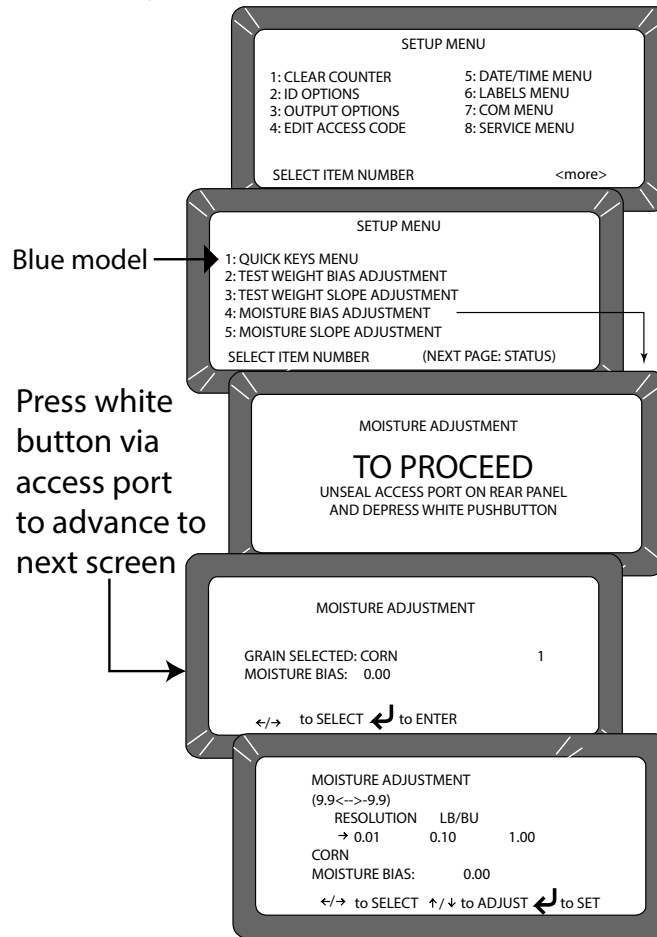 SETUP MENU
1: CLEAR COUNTER 5: DATE/TIME MENU
2: ID OPTIONS 6: LABELS MENU
3: OUTPUT OPTIONS 7: COM MENU
4: EDIT ACCESS CODE 8: SERVICE MENU
SELECT ITEM NUMBER <more>
SETUP MENU
Blue model
1: QUICK KEYS MENU
2: TEST WEIGHT BIAS ADJUSTMENT
3: TEST WEIGHT SLOPE ADJUSTMENT
4: MOISTURE BIAS ADJUSTMENT
5: MOISTURE SLOPE ADJUSTMENT
SELECT ITEM NUMBER (NEXT PAGE: STATUS)
Press white
button via
access port
to advance to
next screen
MOISTURE ADJUSTMENT
TO PROCEED
UNSEAL ACCESS PORT ON REAR PANEL
AND DEPRESS WHITE PUSHBUTTON
MOISTURE ADJUSTMENT
GRAIN SELECTED: CORN 1
MOISTURE BIAS: 0.00
←/→ to SELECT ↵ to ENTER
MOISTURE ADJUSTMENT
(9.9<-->-9.9)
RESOLUTION LB/BU
→ 0.01 0.10 1.00
CORN
MOISTURE BIAS: 0.00
←/→ to SELECT ↑/↓ to ADJUST ↵ to SET